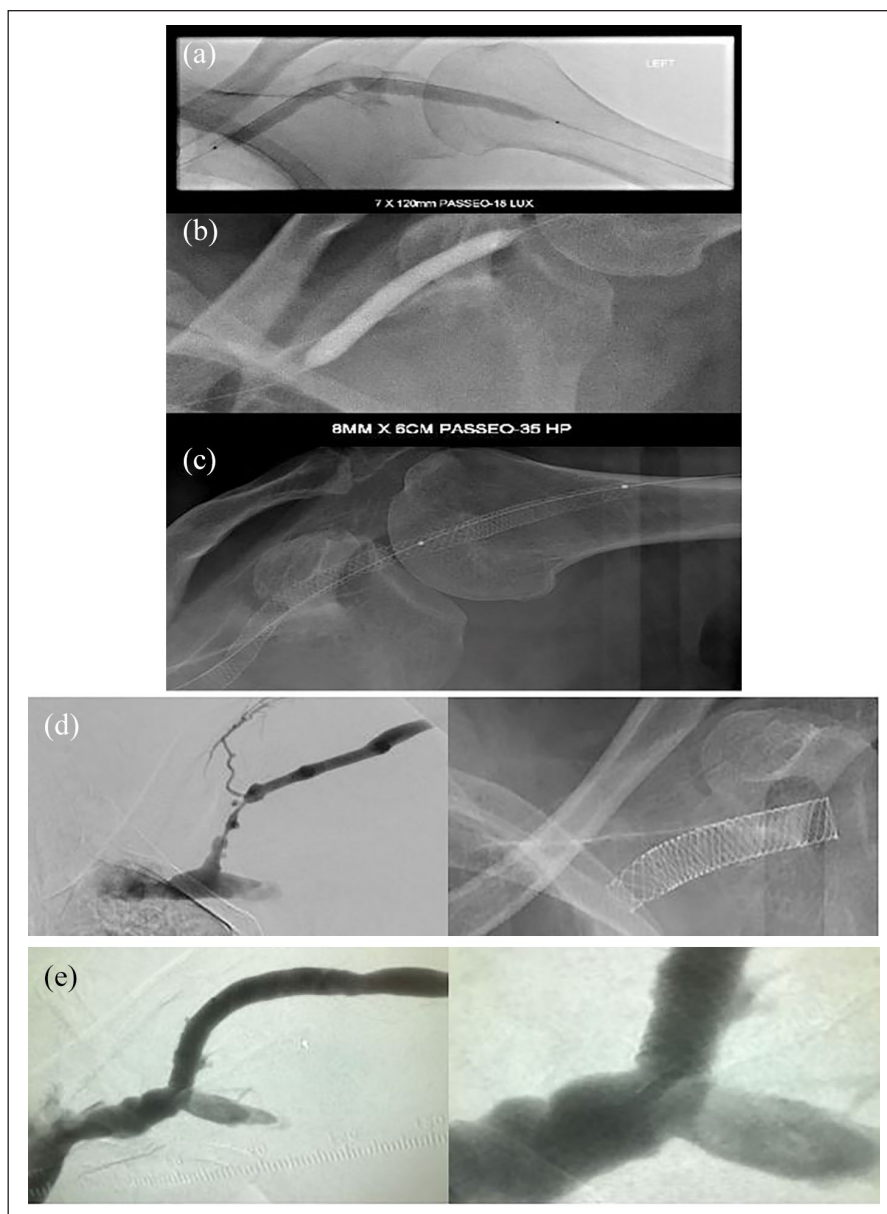 (a)
LEFT
7 X 120mm PASSEO-18 LUX
(b)
8MM X 6CM PASSEO-35 HP
(c)
(d)
(e)